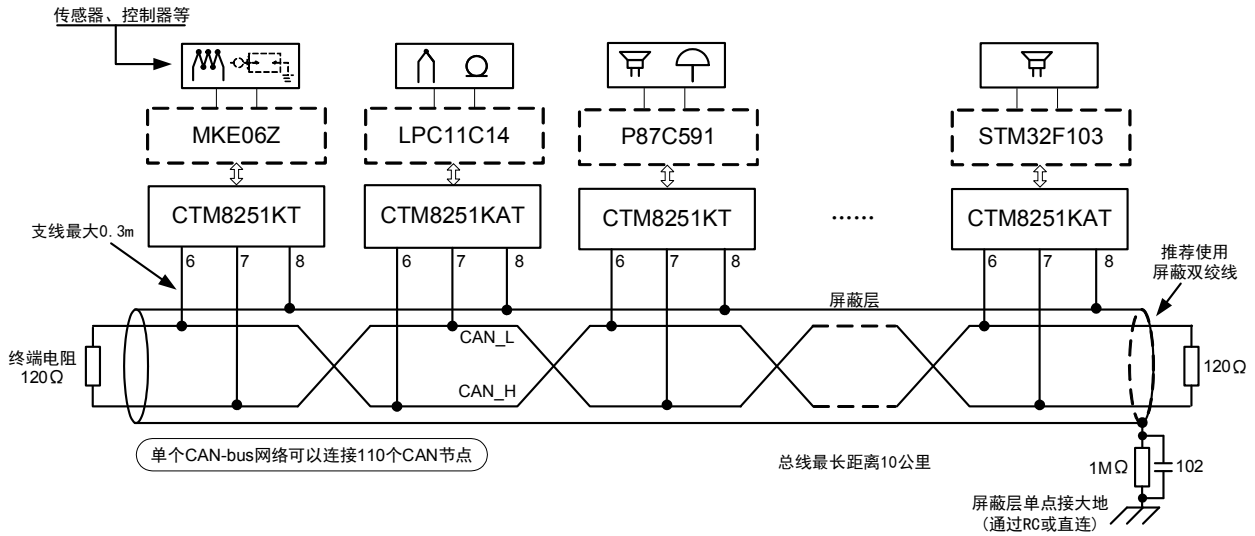 传感器、控制器等
MKE06Z
LPC11C14
P87C591
STM32F103
CTM8251KT
CTM8251KAT
CTM8251KT
......
CTM8251KAT
支线最大0.3m
6 7 8
6 7 8
6 7 8
6 7 8
推荐使用
屏蔽双绞线
屏蔽层
CAN_L
终端电阻
120Ω
120Ω
CAN_H
单个CAN-bus网络可以连接110个CAN节点
总线最长距离10公里
1MΩ
102
屏蔽层单点接大地
(通过RC或直连)